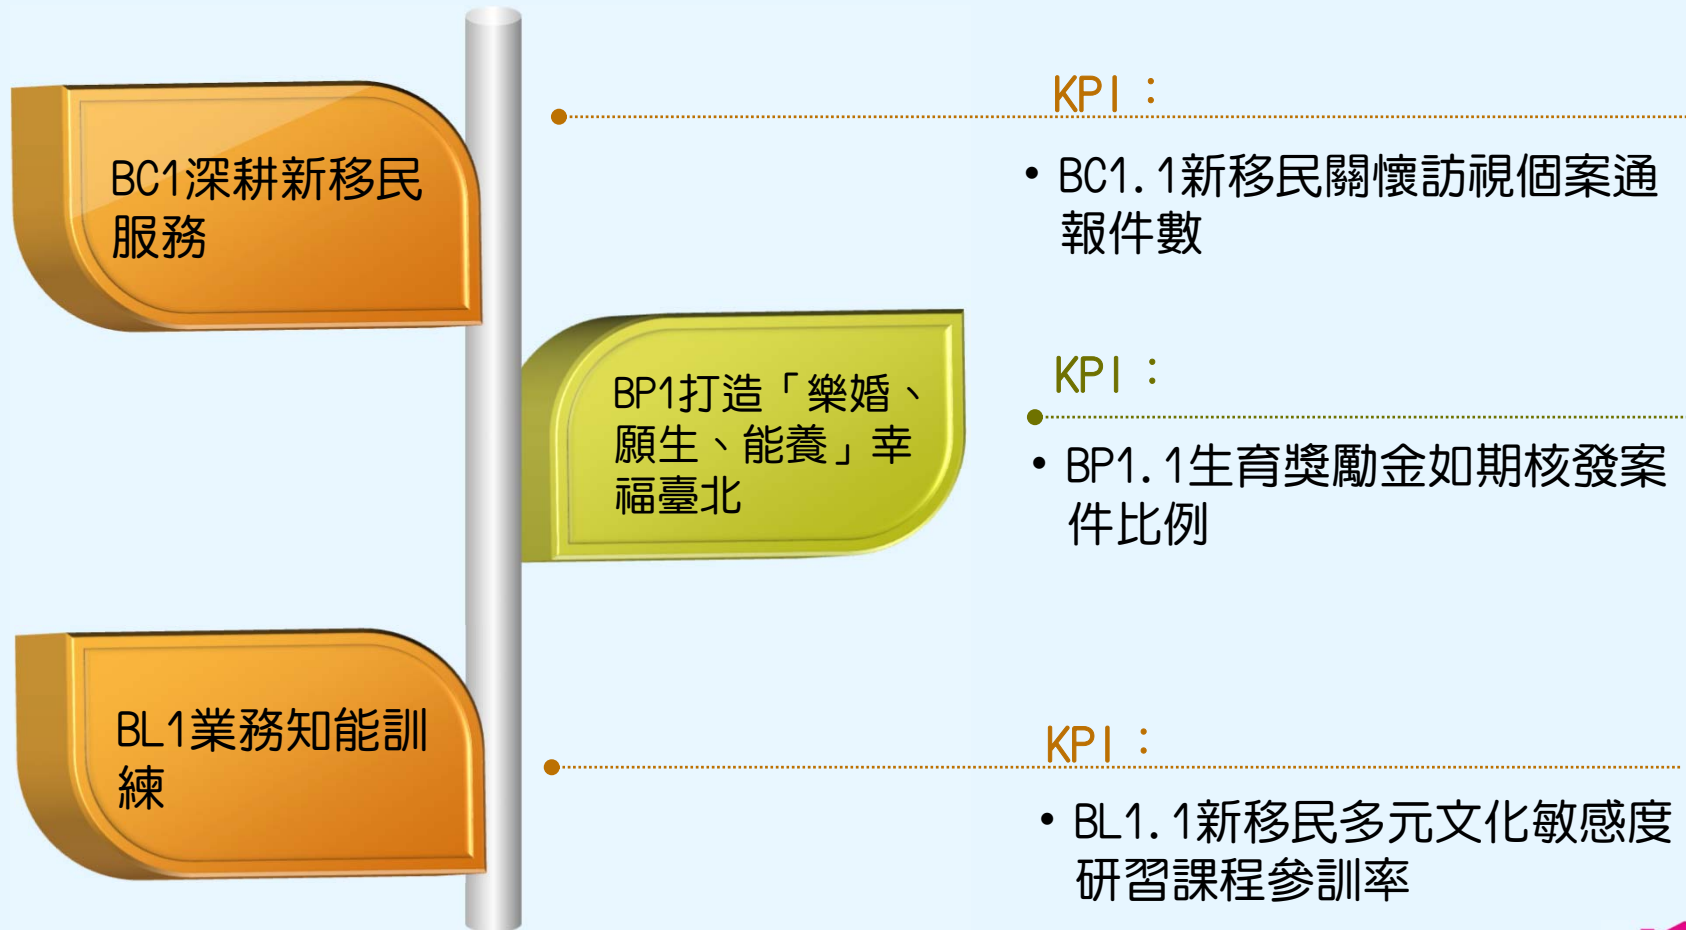 BC1深耕新移民
服務
KPI：
•BC1.1新移民關懷訪視個案通
報件數
BP1打造「樂婚、
願生、能養」幸
福臺北
KPI：
•BP1.1生育獎勵金如期核發案
件比例
BL1業務知能訓
練
KPI：
•BL1.1新移民多元文化敏感度
研習課程參訓率